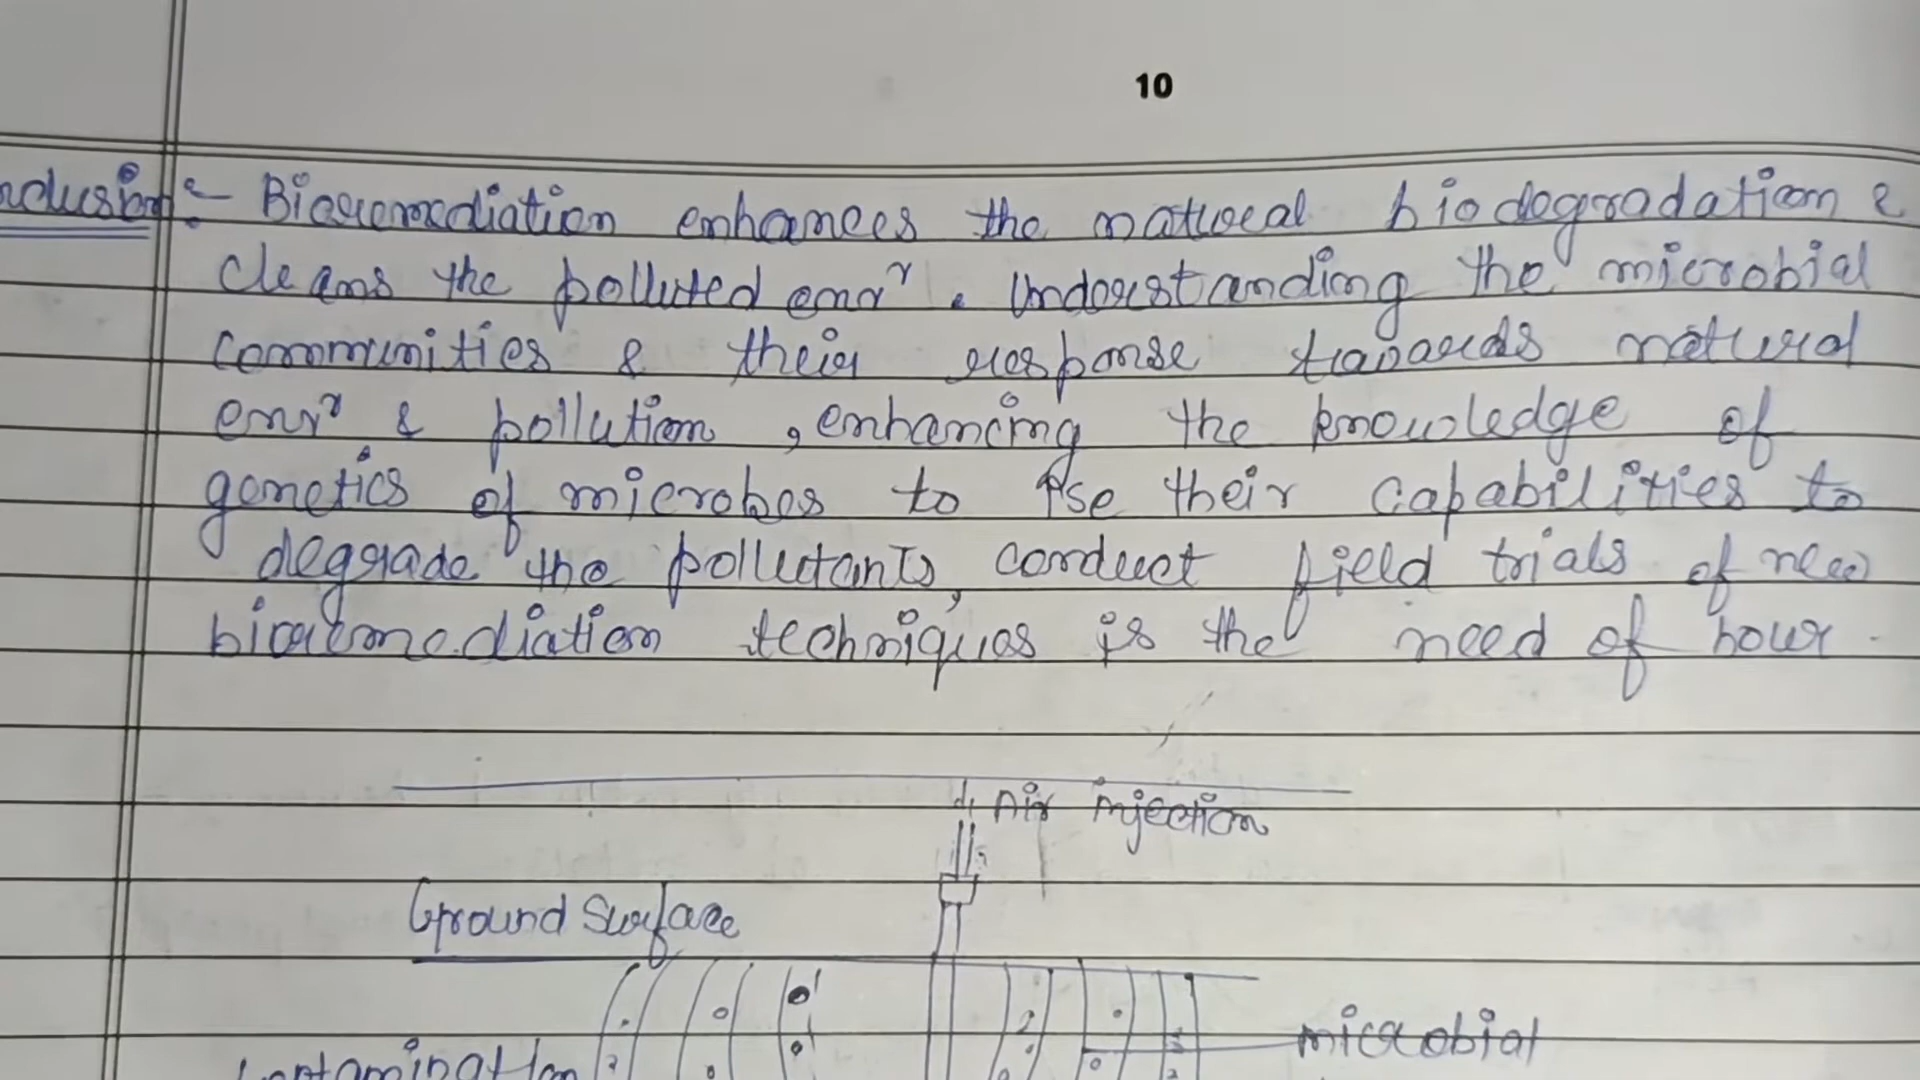 10
nclusion :- Bioremediation enhances the natural biodegradation &
cleans the polluted envr. Understanding the microbial
communities & their response towards natural
envr & pollution, enhancing the knowledge of
genetics of microbes to use their capabilities to
degrade the pollutants, conduct field trials of new
bioremediation techniques is the need of hour.
Air injection
Ground Surface
microbial
Contamination